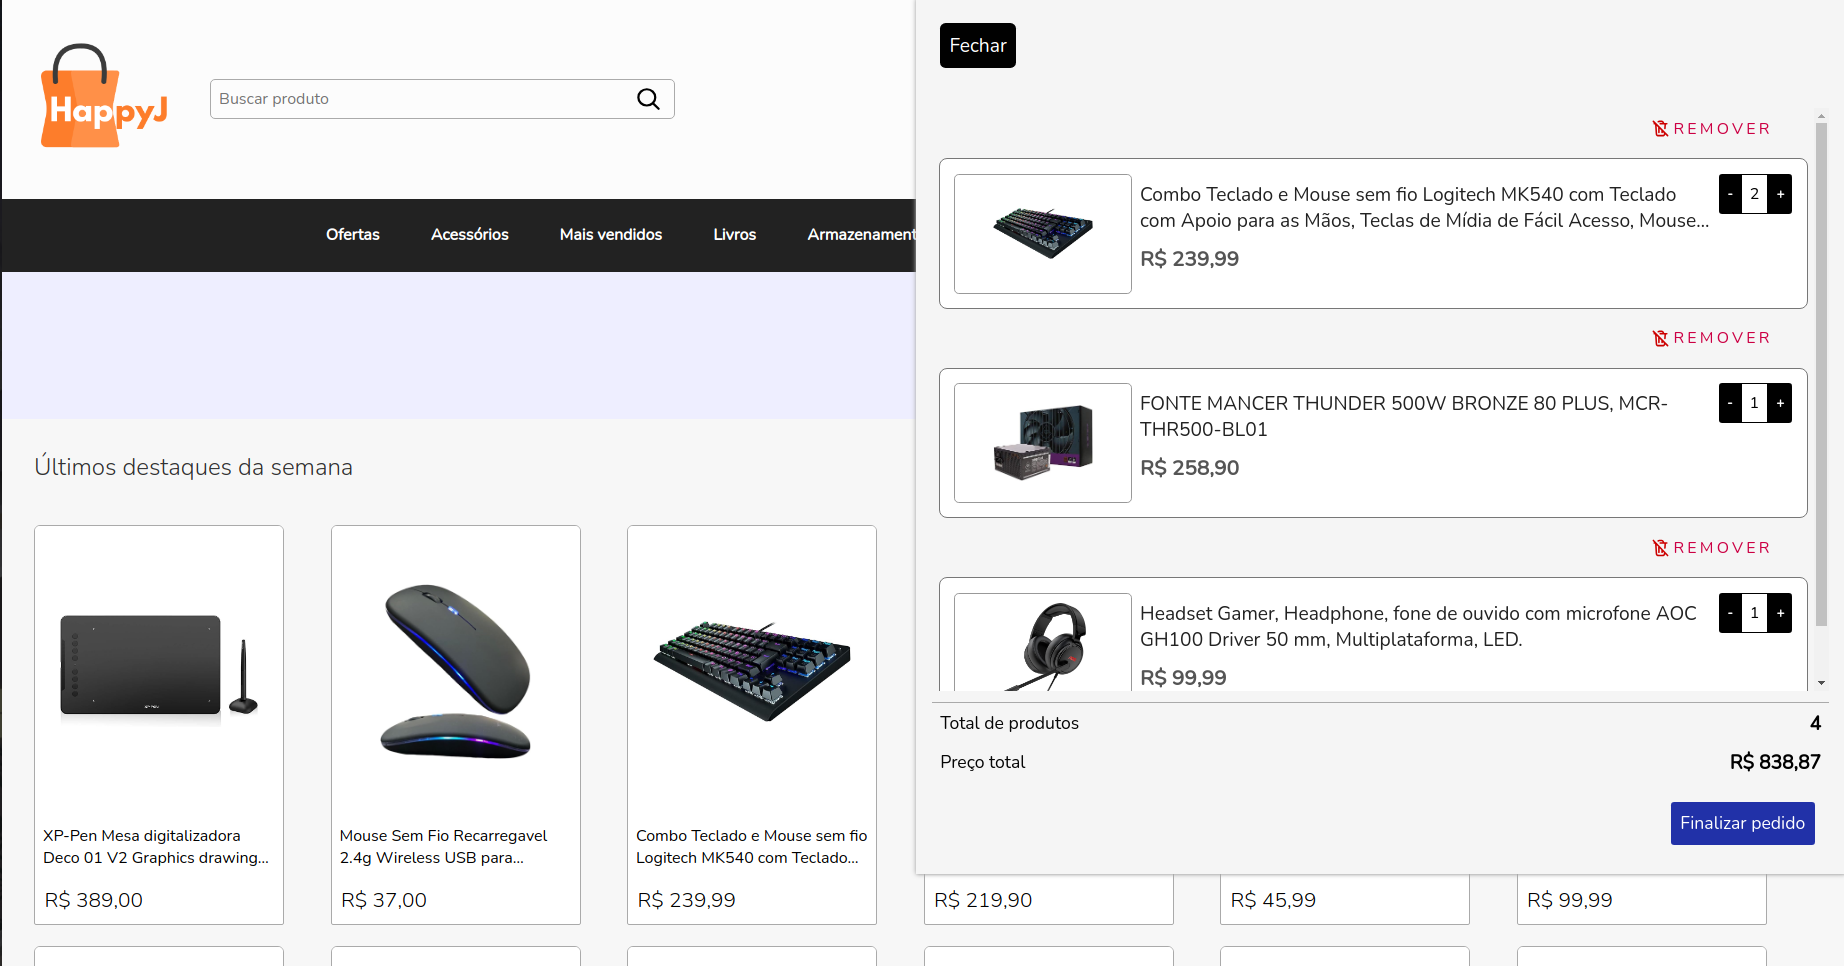 HappyJ
Buscar produto
Ofertas
Acessórios
Mais vendidos
Livros
Armazenament
Últimos destaques da semana
XP-PEN
XP-Pen Mesa digitalizadora
Deco 01 V2 Graphics drawing...
R$ 389,00
Mouse Sem Fio Recarregavel
2.4g Wireless USB para...
R$ 37,00
Combo Teclado e Mouse sem fio
Logitech MK540 com Teclado...
R$ 239,99
R$ 219,90
R$ 45,99
R$ 99,99
Fechar
REMOVER
Combo Teclado e Mouse sem fio Logitech MK540 com Teclado
com Apoio para as Mãos, Teclas de Mídia de Fácil Acesso, Mouse...
R$ 239,99
- 2 +
REMOVER
FONTE MANCER THUNDER 500W BRONZE 80 PLUS, MCR-
THR500-BL01
R$ 258,90
- 1 +
REMOVER
Headset Gamer, Headphone, fone de ouvido com microfone AOC
GH100 Driver 50 mm, Multiplataforma, LED.
R$ 99,99
- 1 +
Total de produtos 4
Preço total R$ 838,87
Finalizar pedido